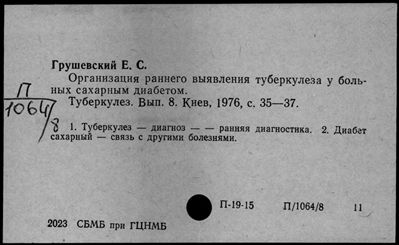 Грушевский Е. С.
Организация раннего выявления туберкулеза у боль-
ных сахарным диабетом.
Туберкулез. Вып. 8. Киев, 1976, с. 35—37.
П
1064/8
1. Туберкулез — диагноз — — ранняя диагностика. 2. Диабет
сахарный — связь с другими болезнями.
П-19-15 П/1064/8 11
2023 СБМБ при ГЦНМБ